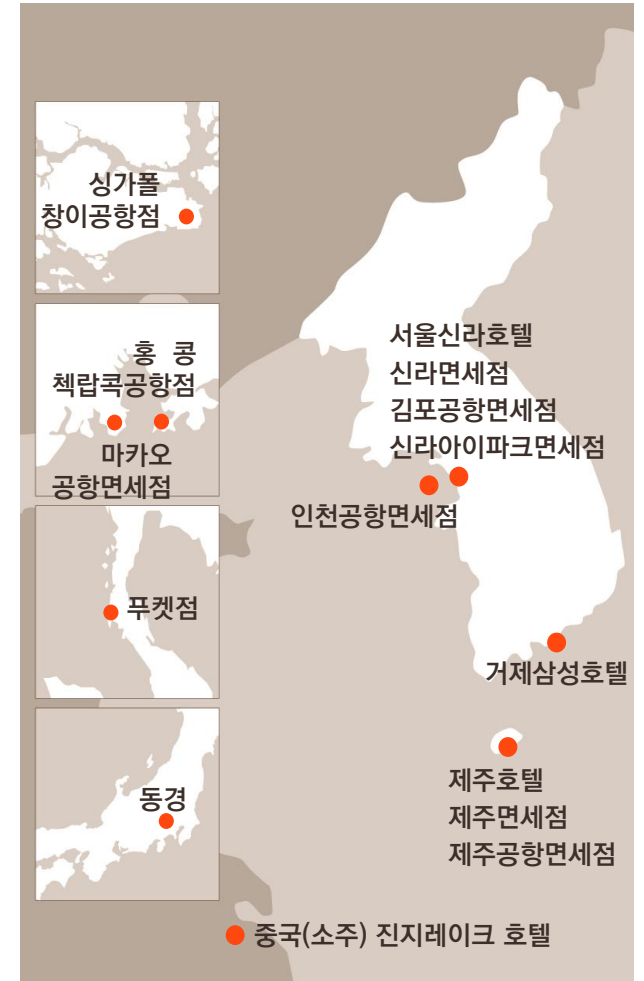 싱가폴
창이공항점
홍 콩
첵랍콕공항점
마카오
공항면세점
푸켓점
동경
서울신라호텔
신라면세점
김포공항면세점
신라아이파크면세점
인천공항면세점
거제삼성호텔
제주호텔
제주면세점
제주공항면세점
중국(소주) 진지레이크 호텔